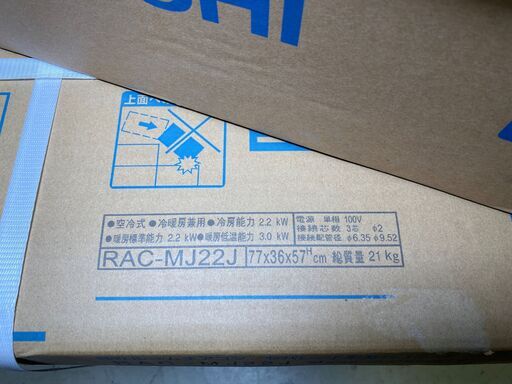 SHI
上面
●空冷式 ●冷暖房兼用 ●冷房能力 2.2 kW
●暖房標準能力 2.2 kW ●暖房低温能力 3.0 kW
電源 単相 100V
接続芯数 3芯 φ2
接続配管径 φ6.35 φ9.52
RAC-MJ22J
77x36x57ᴴcm 総質量 21kg